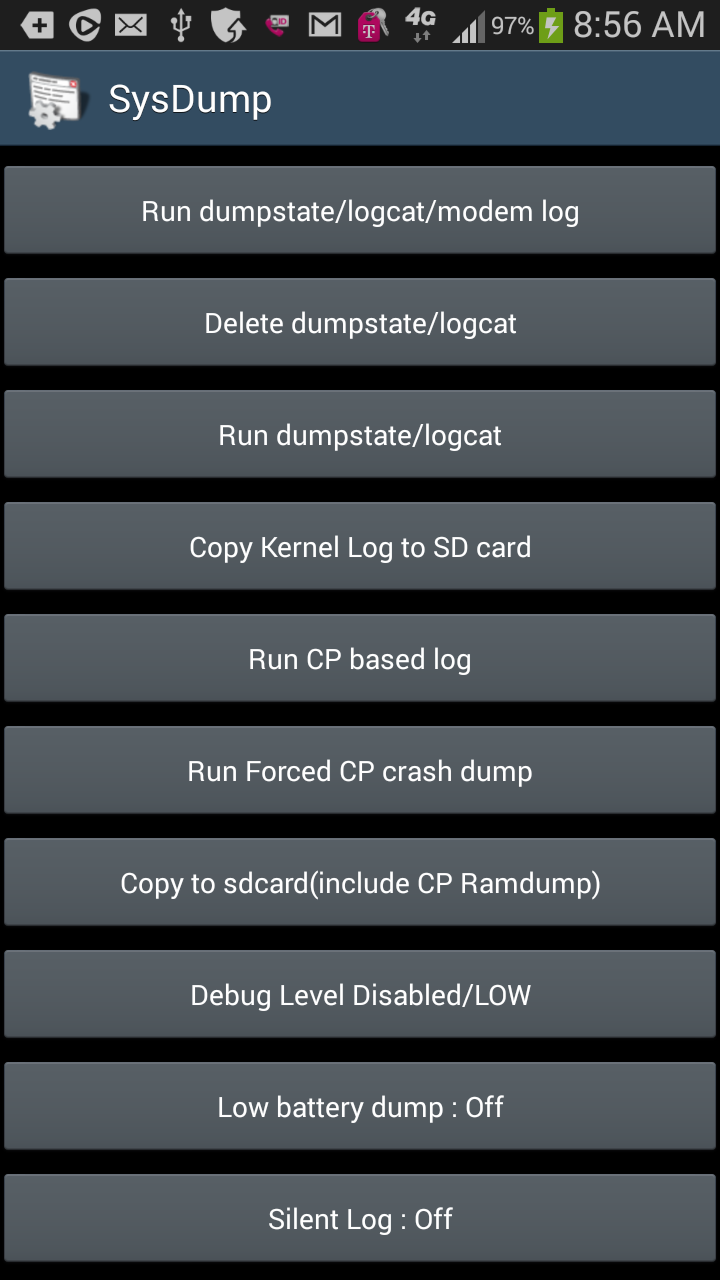 4G 97% 8:56 AM
SysDump
Run dumpstate/logcat/modem log
Delete dumpstate/logcat
Run dumpstate/logcat
Copy Kernel Log to SD card
Run CP based log
Run Forced CP crash dump
Copy to sdcard(include CP Ramdump)
Debug Level Disabled/LOW
Low battery dump : Off
Silent Log : Off